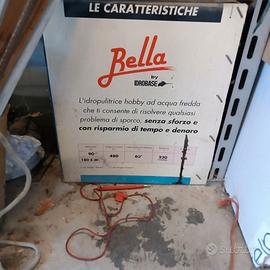 LE CARATTERISTICHE
Bella
by IDROBASE
L'idropulitrice hobby ad acqua fredda
che ti consente di risolvere qualsiasi
problema di sporco, senza sforzo e
con risparmio di tempo e denaro
480
220